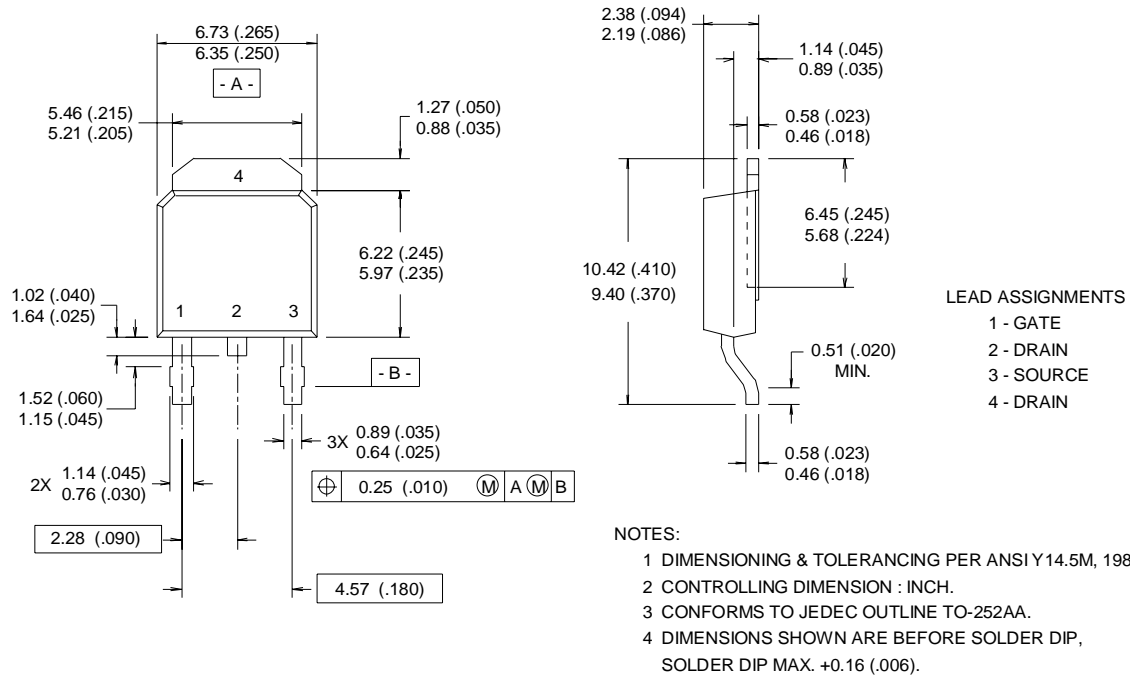 6.73 (.265)
6.35 (.250)
- A -
5.46 (.215)
5.21 (.205)
1.27 (.050)
0.88 (.035)
4
6.22 (.245)
5.97 (.235)
1.02 (.040)
1.64 (.025)
1 2 3
1.52 (.060)
1.15 (.045)
- B -
2X 1.14 (.045)
0.76 (.030)
3X 0.89 (.035)
0.64 (.025)
⌖ 0.25 (.010) Ⓜ A Ⓜ B
2.28 (.090)
4.57 (.180)
2.38 (.094)
2.19 (.086)
1.14 (.045)
0.89 (.035)
0.58 (.023)
0.46 (.018)
6.45 (.245)
5.68 (.224)
10.42 (.410)
9.40 (.370)
0.51 (.020)
MIN.
0.58 (.023)
0.46 (.018)
LEAD ASSIGNMENTS
1 - GATE
2 - DRAIN
3 - SOURCE
4 - DRAIN
NOTES:
1 DIMENSIONING & TOLERANCING PER ANSI Y14.5M, 198
2 CONTROLLING DIMENSION : INCH.
3 CONFORMS TO JEDEC OUTLINE TO-252AA.
4 DIMENSIONS SHOWN ARE BEFORE SOLDER DIP,
SOLDER DIP MAX. +0.16 (.006).